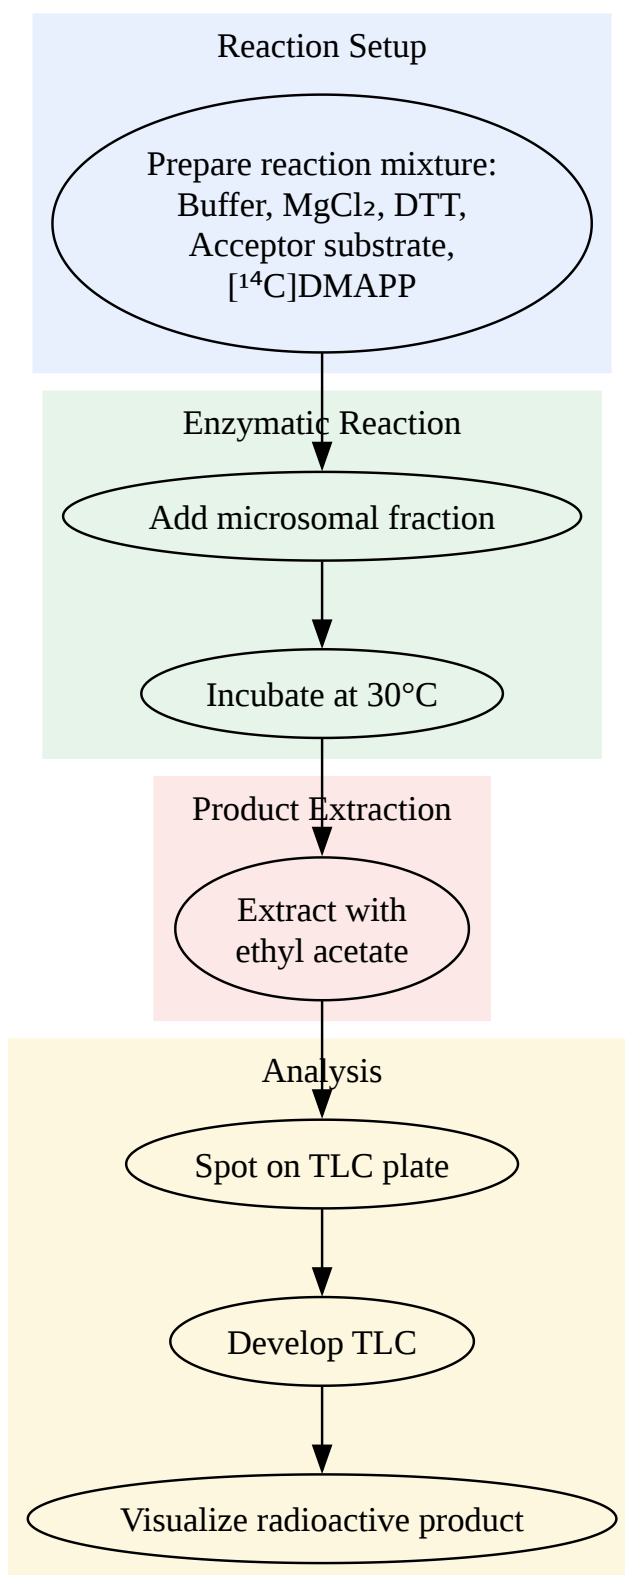 Reaction Setup
Prepare reaction mixture:
Buffer, MgCl₂, DTT,
Acceptor substrate,
[¹⁴C]DMAPP
Enzymatic Reaction
Add microsomal fraction
Incubate at 30°C
Product Extraction
Extract with
ethyl acetate
Analysis
Spot on TLC plate
Develop TLC
Visualize radioactive product